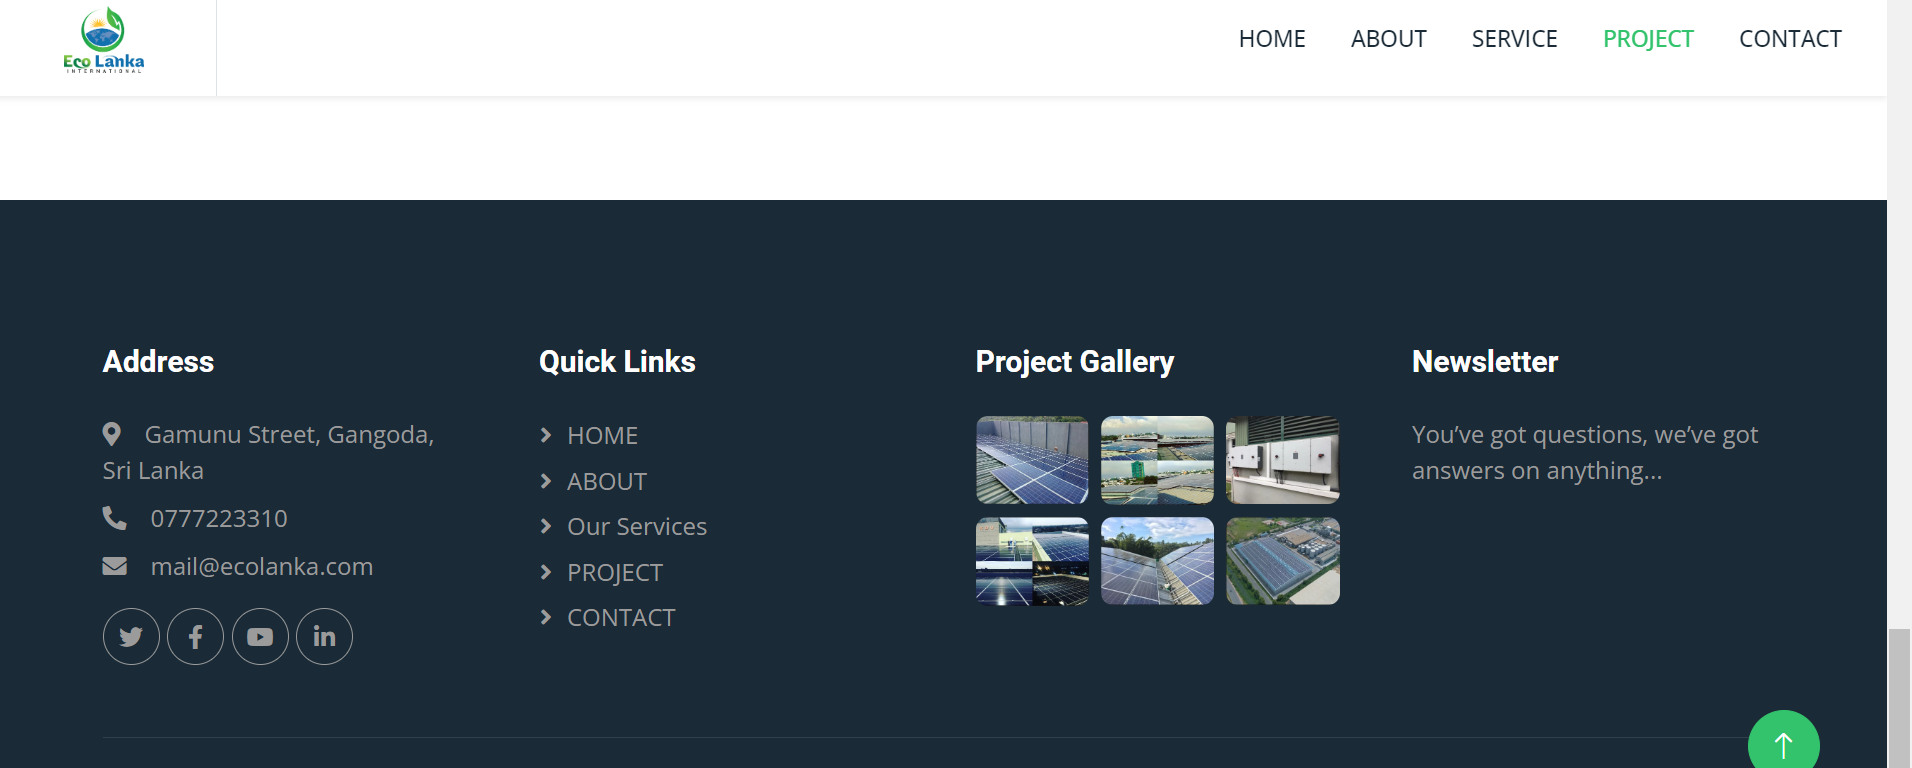 Eco Lanka
INTERNATIONAL
HOME
ABOUT
SERVICE
PROJECT
CONTACT
Address
Gamunu Street, Gangoda,
Sri Lanka
0777223310
mail@ecolanka.com
Quick Links
HOME
ABOUT
Our Services
PROJECT
CONTACT
Project Gallery
Newsletter
You’ve got questions, we’ve got
answers on anything...